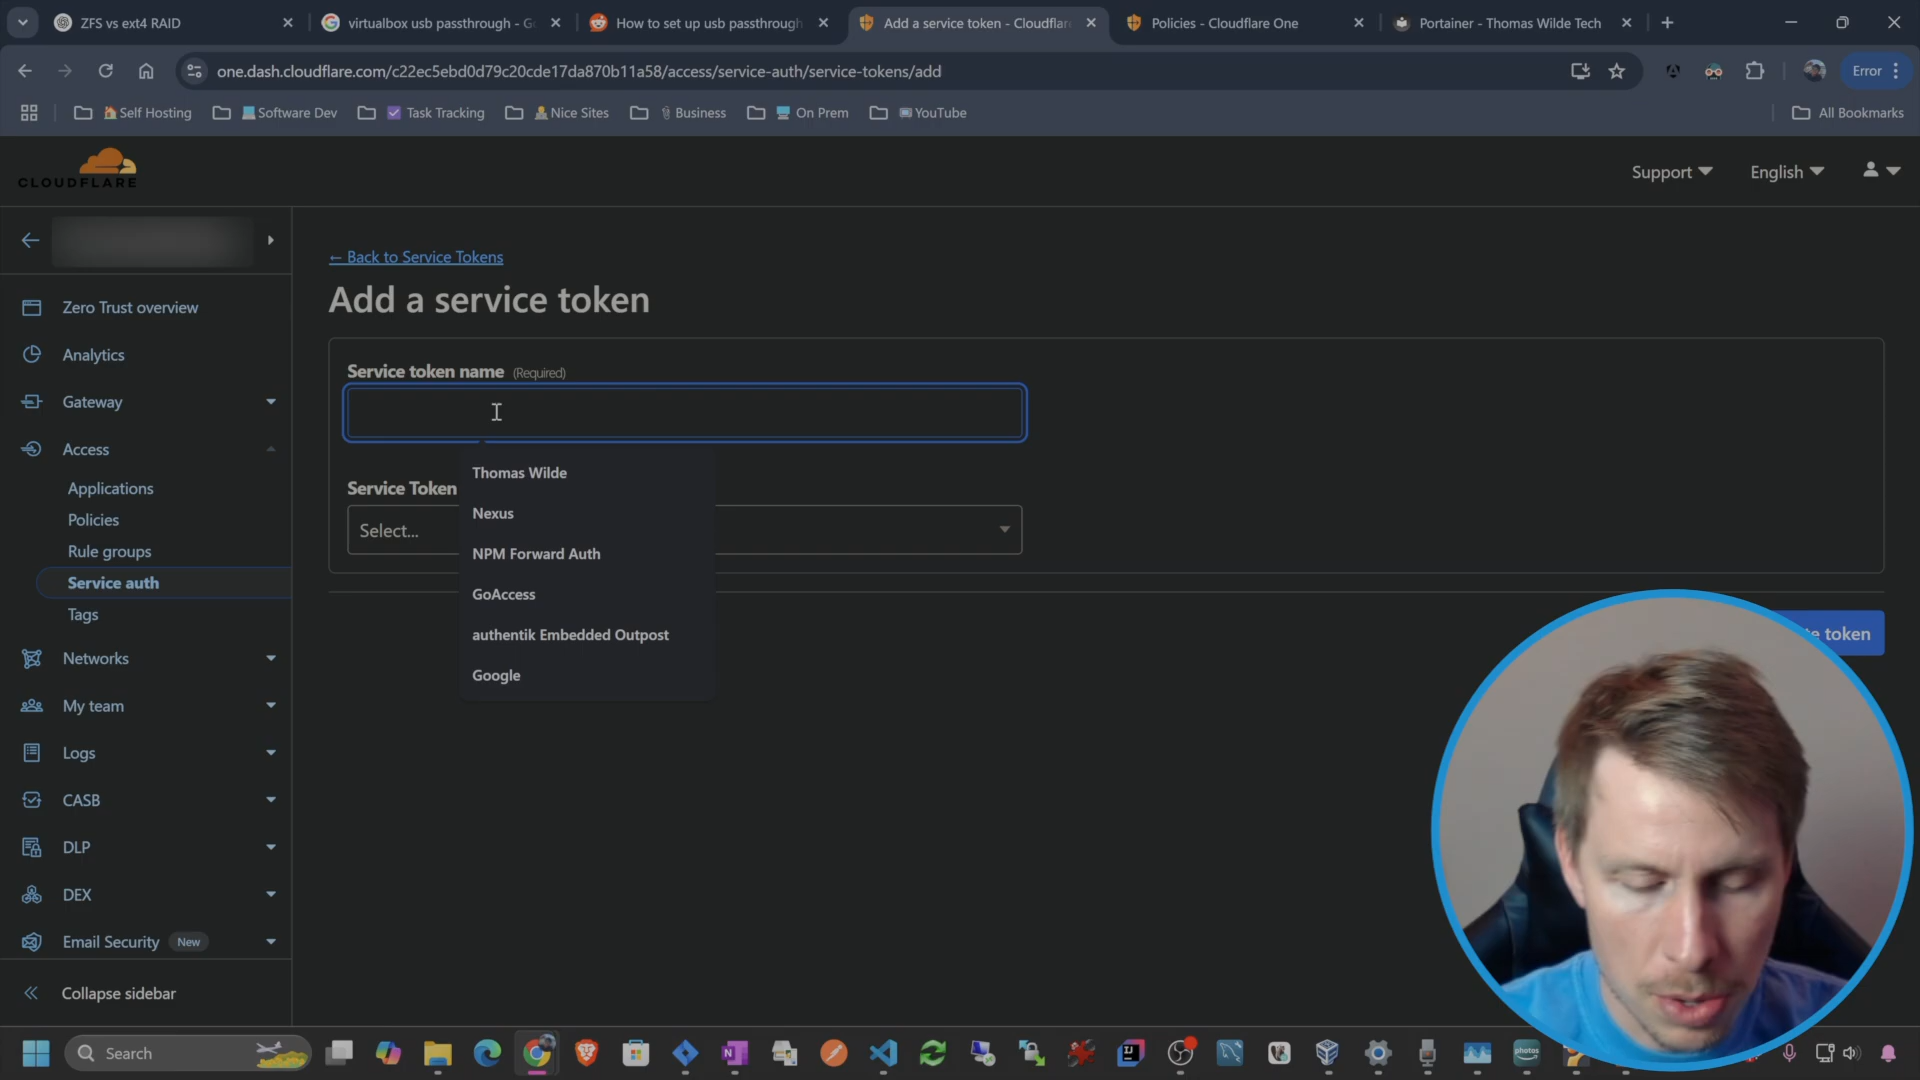 ZFS vs ext4 RAID
virtualbox usb passthrough - Go
How to set up usb passthrough
Add a service token - Cloudflare
Policies - Cloudflare One
Portainer - Thomas Wilde Tech
one.dash.cloudflare.com/c22ec5ebd0d79c20cde17da870b11a58/access/service-auth/service-tokens/add
Error
Self Hosting
Software Dev
Task Tracking
Nice Sites
Business
On Prem
YouTube
All Bookmarks
CLOUDFLARE
Support
English
Zero Trust overview
Analytics
Gateway
Access
Applications
Policies
Rule groups
Service auth
Tags
Networks
My team
Logs
CASB
DLP
DEX
Email Security New
Collapse sidebar
← Back to Service Tokens
Add a service token
Service token name (Required)
Thomas Wilde
Nexus
NPM Forward Auth
GoAccess
authentik Embedded Outpost
Google
Service Token
Select...
token
Search
photos